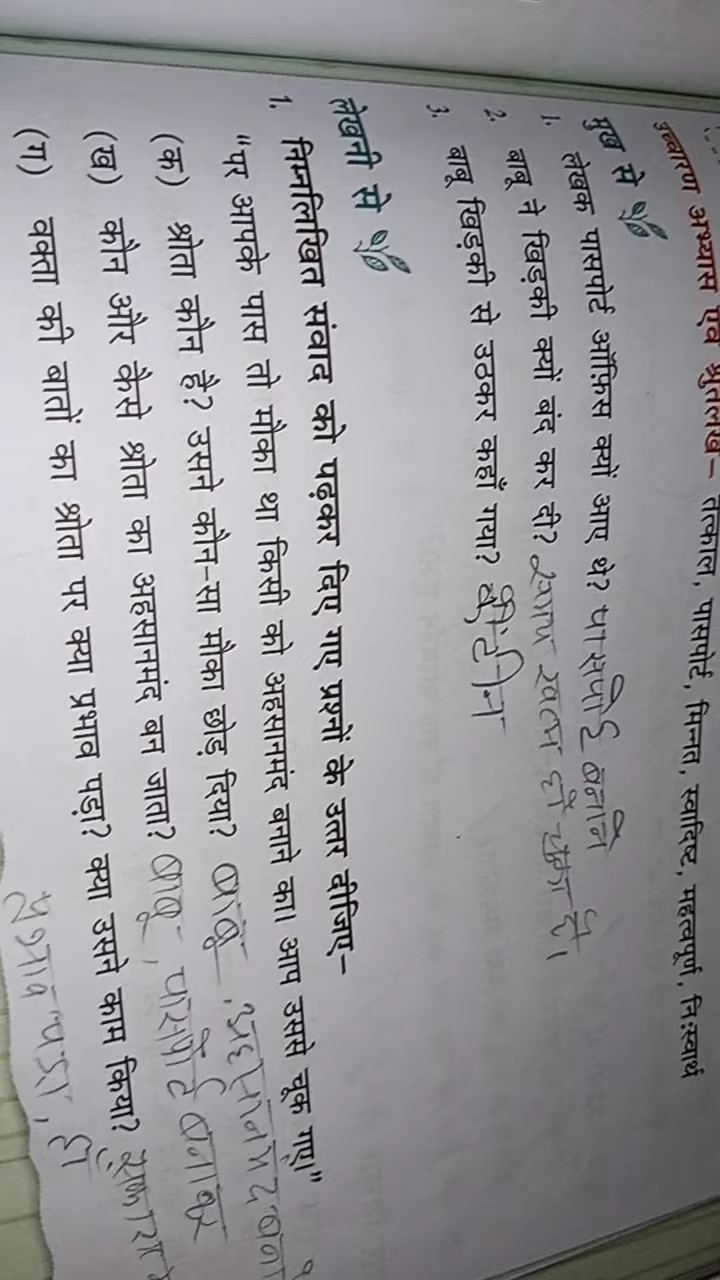 उच्चारण अभ्यास एवं श्रुतलेख– तत्काल, पासपोर्ट, मिन्नत, स्वादिष्ट, महत्वपूर्ण, निःस्वार्थ
मुख से
1. लेखक पासपोर्ट ऑफ़िस क्यों आए थे? पासपोर्ट बनाने
2. बाबू ने खिड़की क्यों बंद कर दी? खत्म हो
3. बाबू खिड़की से उठकर कहाँ गया? कैंटीन
लेखनी से
1. निम्नलिखित संवाद को पढ़कर दिए गए प्रश्नों के उत्तर दीजिए–
"पर आपके पास तो मौका था किसी को अहसानमंद बनाने का। आप उससे चूक गए।"
(क) श्रोता कौन है? उसने कौन-सा मौका छोड़ दिया? बाबू,
(ख) कौन और कैसे श्रोता का अहसानमंद बन जाता? बाबू, पासपोर्ट बनाकर
(ग) वक्ता की बातों का श्रोता पर क्या प्रभाव पड़ा? क्या उसने काम किया?
प्रभाव पडा, हा